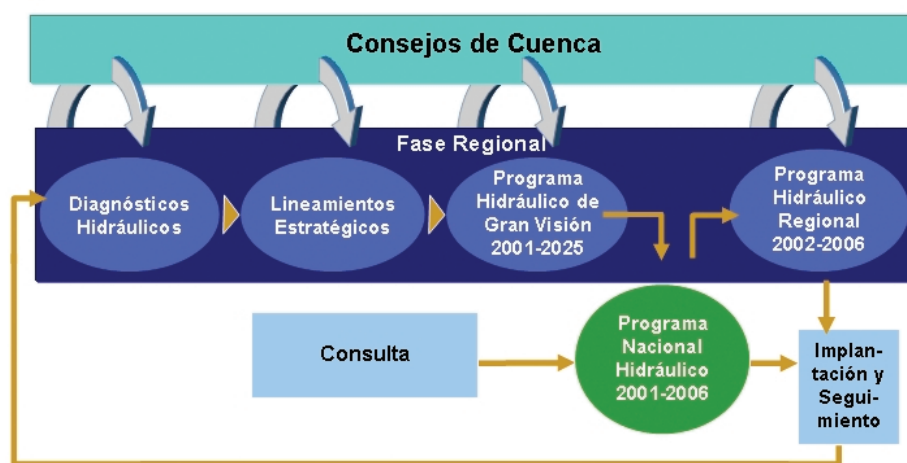 Consejos de Cuenca
Fase Regional
Diagnósticos
Hidráulicos
Lineamientos
Estratégicos
Programa
Hidráulico de
Gran Visión
2001-2025
Programa
Hidráulico
Regional
2002-2006
Consulta
Programa
Nacional
Hidráulico
2001-2006
Implan-
tación y
Segui-
miento